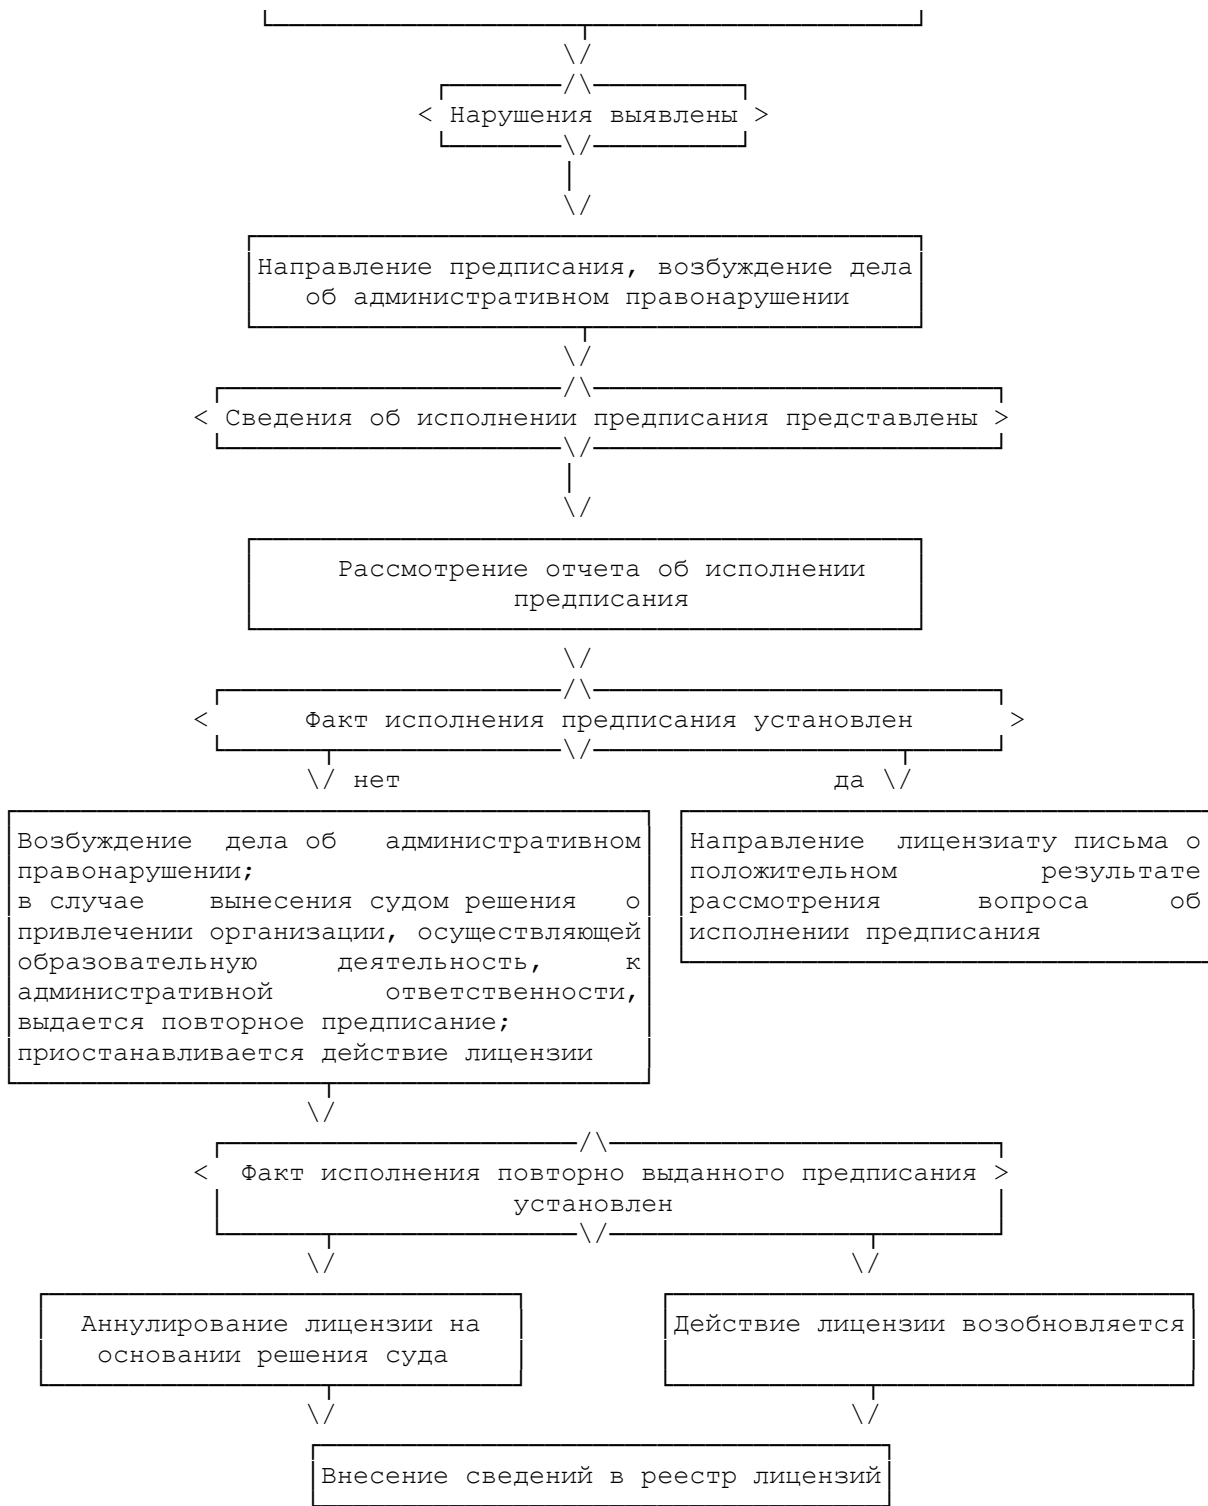 Нарушения выявлены
Направление предписания, возбуждение дела
об административном правонарушении
Сведения об исполнении предписания представлены
Рассмотрение отчета об исполнении
предписания
Факт исполнения предписания установлен
нет
да
Возбуждение дела об административном
правонарушении;
в случае вынесения судом решения о
привлечении организации, осуществляющей
образовательную деятельность, к
административной ответственности,
выдается повторное предписание;
приостанавливается действие лицензии
Направление лицензиату письма о
положительном результате
рассмотрения вопроса об
исполнении предписания
Факт исполнения повторно выданного предписания
установлен
Аннулирование лицензии на
основании решения суда
Действие лицензии возобновляется
Внесение сведений в реестр лицензий